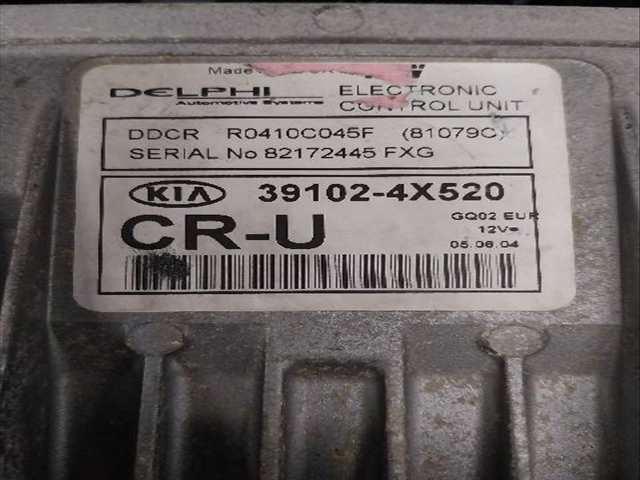 Made
DELPHI ELECTRONIC
Automotive Systems CONTROL UNIT
DDCR R0410C045F (81079C)
SERIAL No 82172445 FXG
KIA 39102-4X520
CR-U GQ02 EUR
12V=
05.06.04